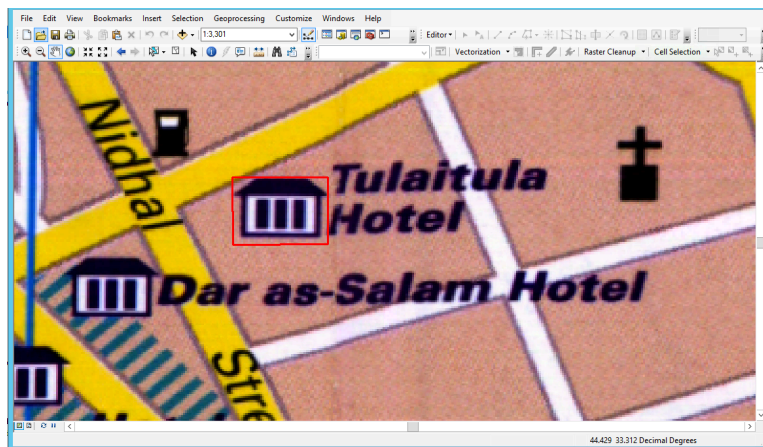 File Edit View Bookmarks Insert Selection Geoprocessing Customize Windows Help
1:3,301 Editor
Vectorization Raster Cleanup Cell Selection
Nidhal
Tulaitula
Hotel
Dar as-Salam Hotel
Stre
44.429 33.312 Decimal Degrees